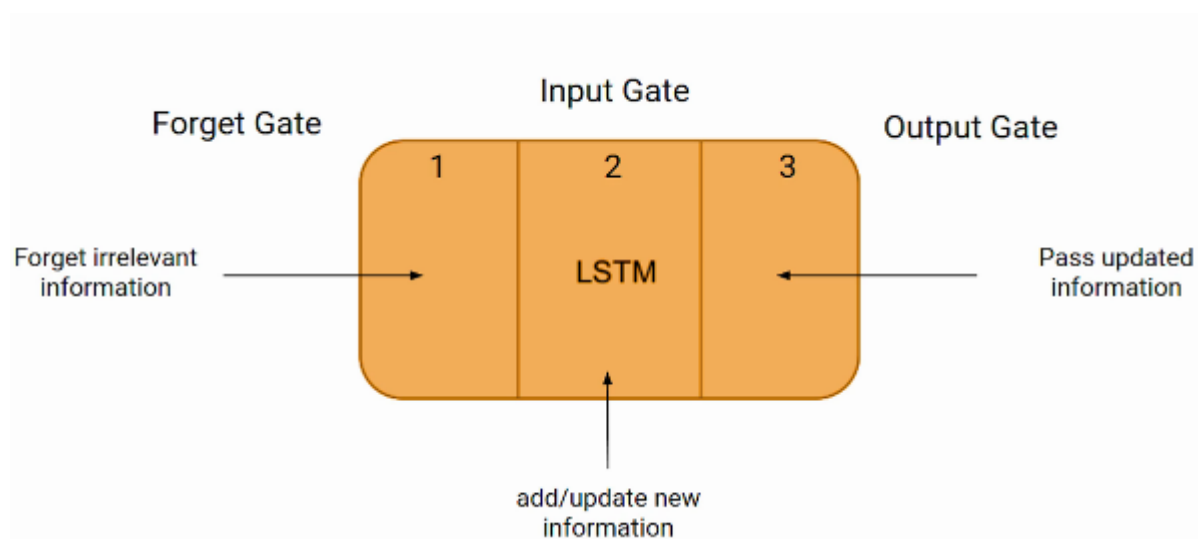 Input Gate
Forget Gate
Output Gate
1
2
3
Forget irrelevant
information
LSTM
Pass updated
information
add/update new
information